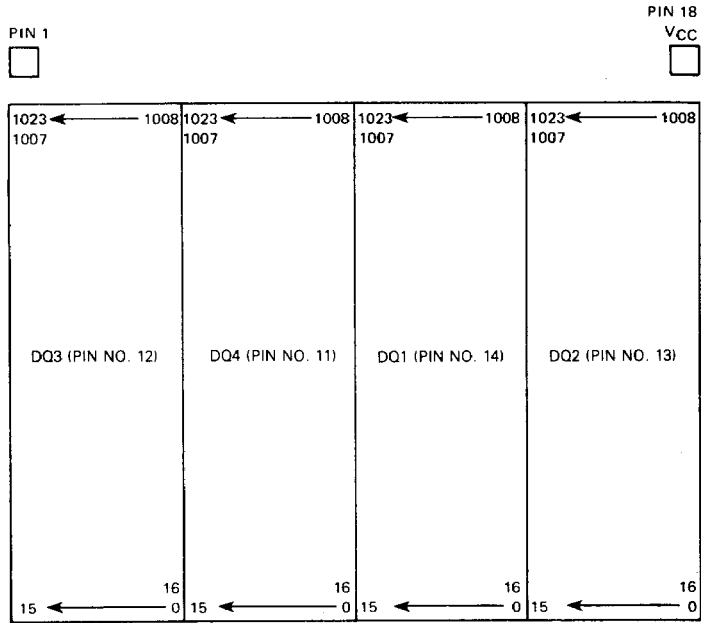 PIN 18
PIN 1
VCC
1023 1008 1023 1008 1023 1008 1023 1008
1007 1007 1007 1007
DQ3 (PIN NO. 12) DQ4 (PIN NO. 11) DQ1 (PIN NO. 14) DQ2 (PIN NO. 13)
16 16 16 16
15 0 15 0 15 0 15 0